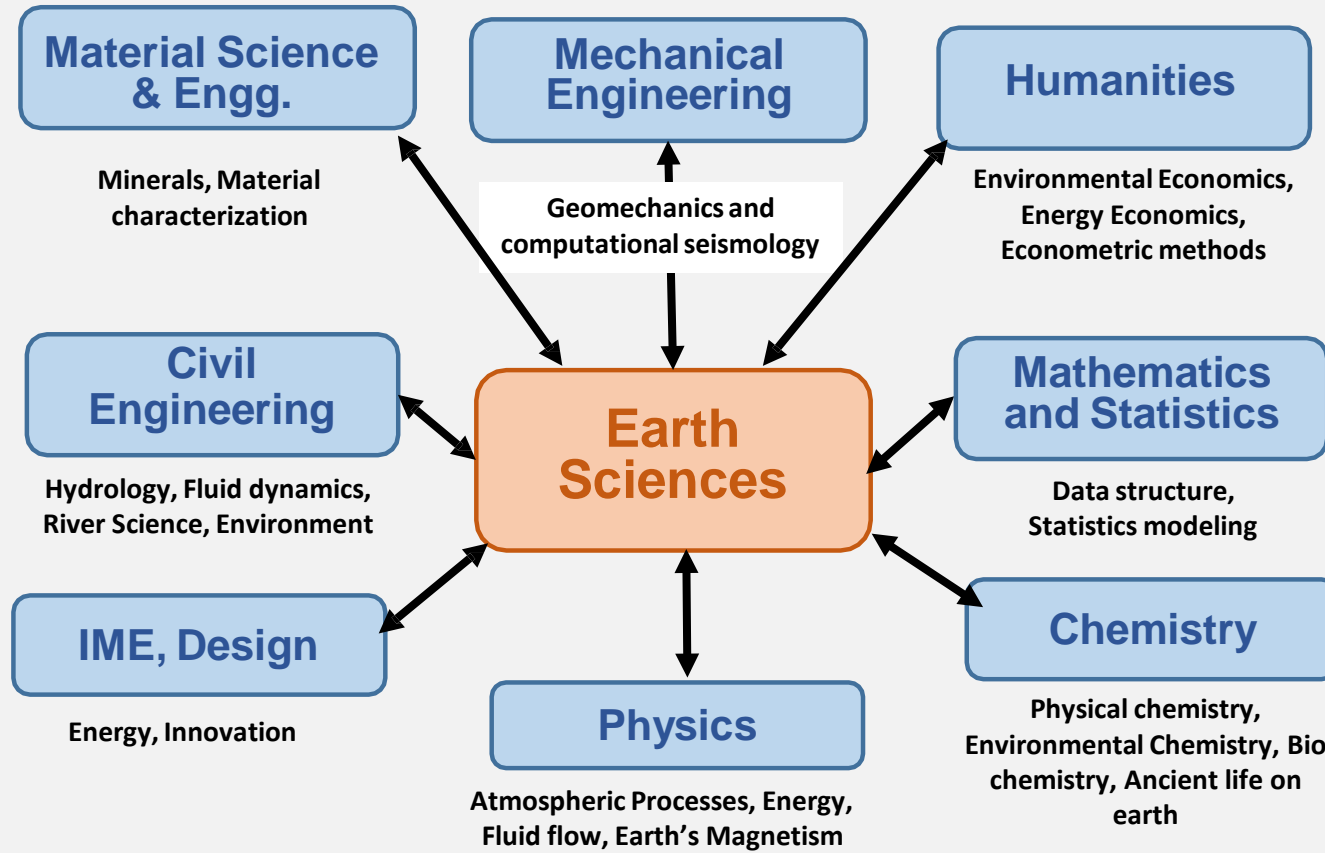 Material Science
& Engg.
Mechanical
Engineering
Humanities
Minerals, Material
characterization
Geomechanics and
computational seismology
Environmental Economics,
Energy Economics,
Econometric methods
Civil
Engineering
Earth
Sciences
Mathematics
and Statistics
Hydrology, Fluid dynamics,
River Science, Environment
Data structure,
Statistics modeling
IME, Design
Physics
Chemistry
Energy, Innovation
Atmospheric Processes, Energy,
Fluid flow, Earth’s Magnetism
Physical chemistry,
Environmental Chemistry, Bio
chemistry, Ancient life on
earth